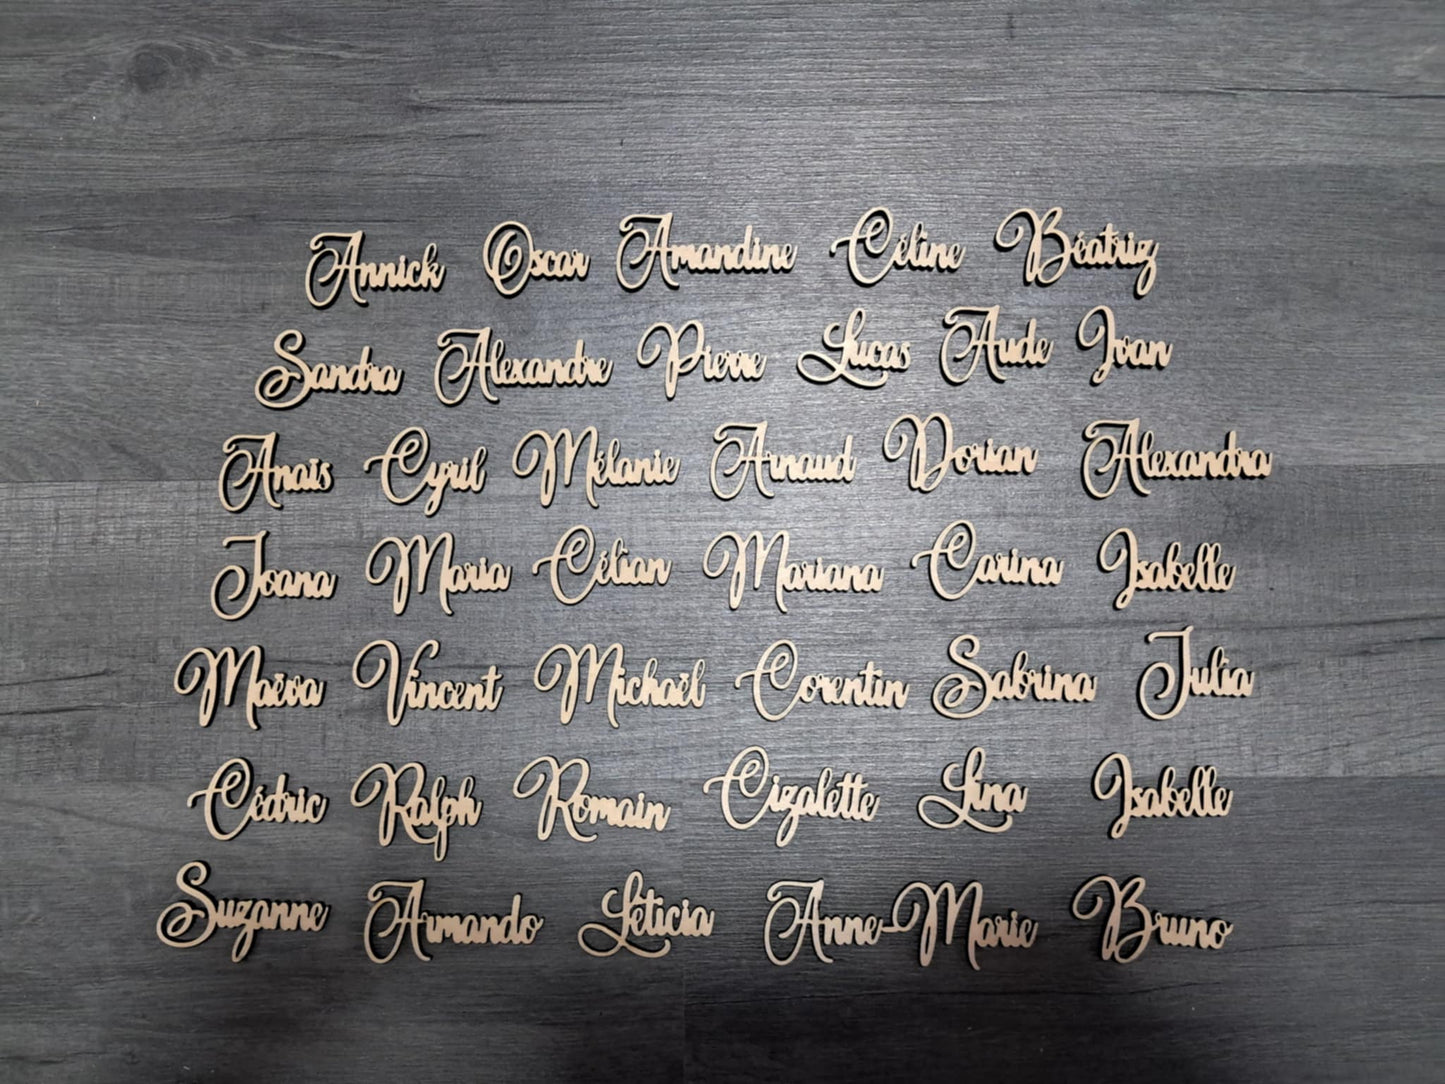 Annick Oscar Amandine Céline Béatriz
Sandra Alexandre Pierre Lucas Aude Ivan
Anaïs Cyril Mélanie Arnaud Dorian Alexandra
Joana Maria Célian Mariana Carina Isabelle
Maëva Vincent Michaël Corentin Sabrina Julia
Cédric Ralph Romain Cizalette Lina Isabelle
Suzanne Armando Léticia Anne-Marie Bruno